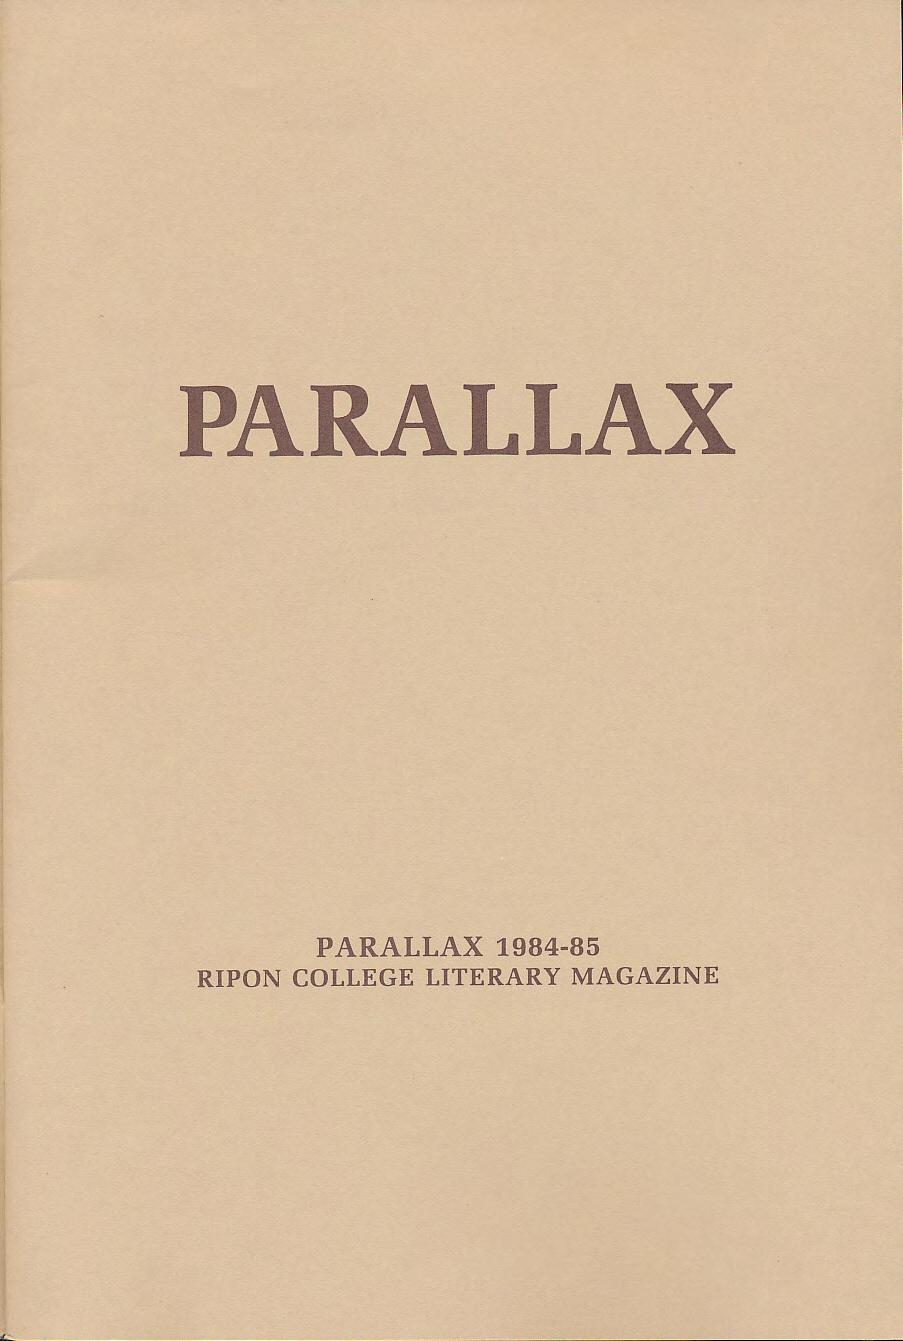 PARALLAX
PARALLAX 1984-85
RIPON COLLEGE LITERARY MAGAZINE